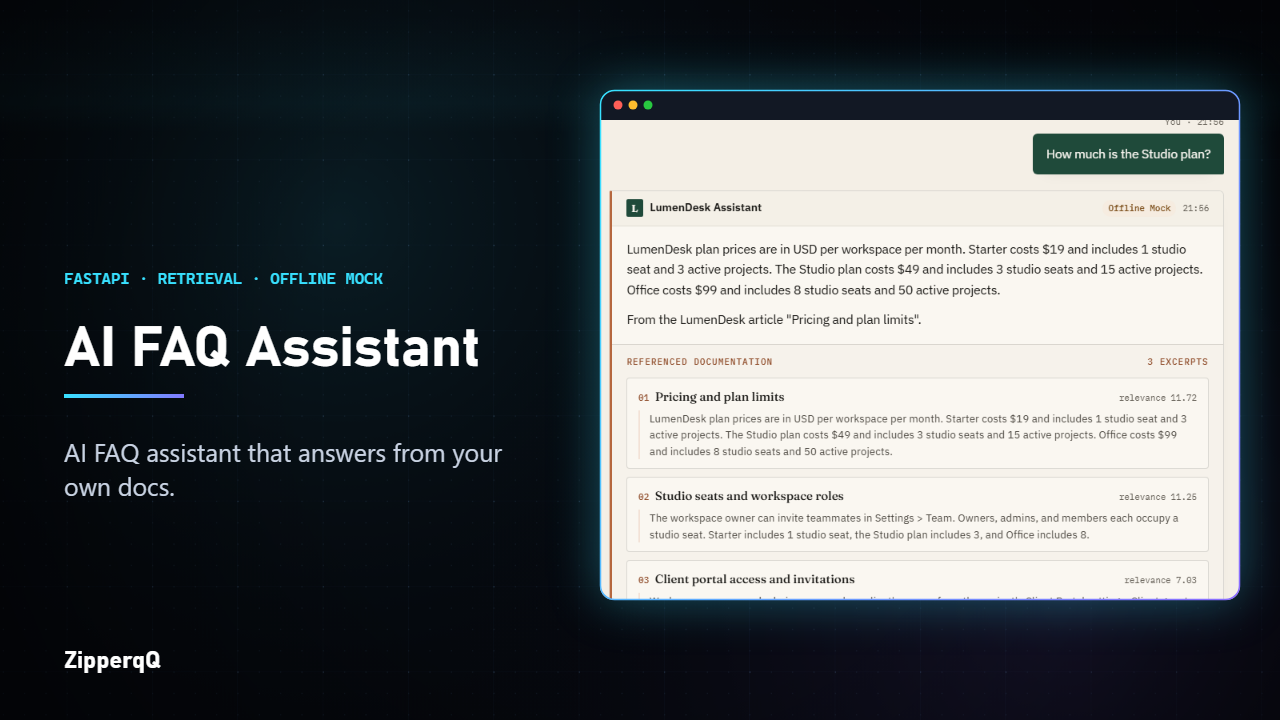 FASTAPI · RETRIEVAL · OFFLINE MOCK
AI FAQ Assistant
AI FAQ assistant that answers from your
own docs.
ZipperqQ
You · 21:56
How much is the Studio plan?
L
LumenDesk Assistant
Offline Mock 21:56
LumenDesk plan prices are in USD per workspace per month. Starter costs $19 and includes 1 studio
seat and 3 active projects. The Studio plan costs $49 and includes 3 studio seats and 15 active projects.
Office costs $99 and includes 8 studio seats and 50 active projects.
From the LumenDesk article "Pricing and plan limits".
REFERENCED DOCUMENTATION
3 EXCERPTS
01 Pricing and plan limits
relevance 11.72
LumenDesk plan prices are in USD per workspace per month. Starter costs $19 and includes 1 studio seat and 3
active projects. The Studio plan costs $49 and includes 3 studio seats and 15 active projects. Office costs $99
and includes 8 studio seats and 50 active projects.
02 Studio seats and workspace roles
relevance 11.25
The workspace owner can invite teammates in Settings > Team. Owners, admins, and members each occupy a
studio seat. Starter includes 1 studio seat, the Studio plan includes 3, and Office includes 8.
03 Client portal access and invitations
relevance 7.03